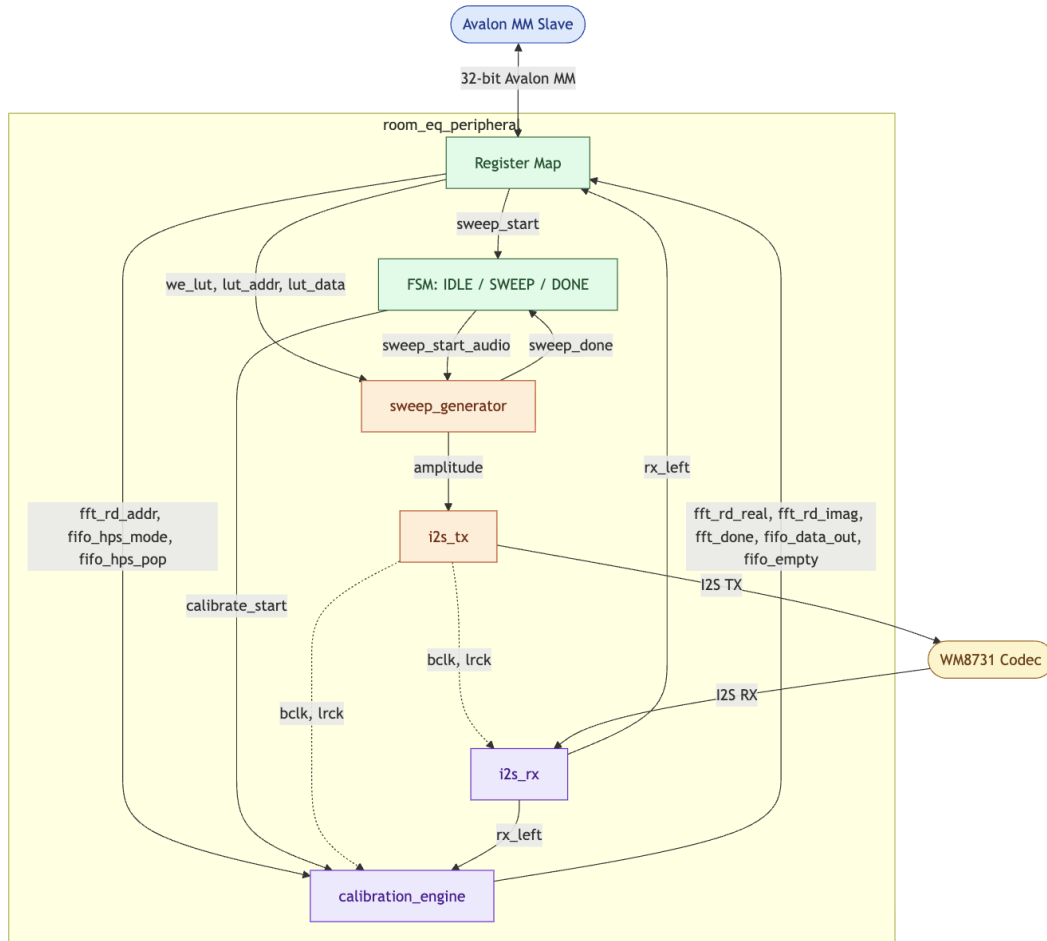 Avalon MM Slave
32-bit Avalon MM
room_eq_peripheral
Register Map
sweep_start
we_lut, lut_addr, lut_data
FSM: IDLE / SWEEP / DONE
sweep_start_audio
sweep_done
sweep_generator
amplitude
rx_left
fft_rd_addr,
fifo_hps_mode,
fifo_hps_pop
i2s_tx
fft_rd_real, fft_rd_imag,
fft_done, fifo_data_out,
fifo_empty
I2S TX
calibrate_start
bclk, lrck
WM8731 Codec
I2S RX
bclk, lrck
i2s_rx
rx_left
calibration_engine